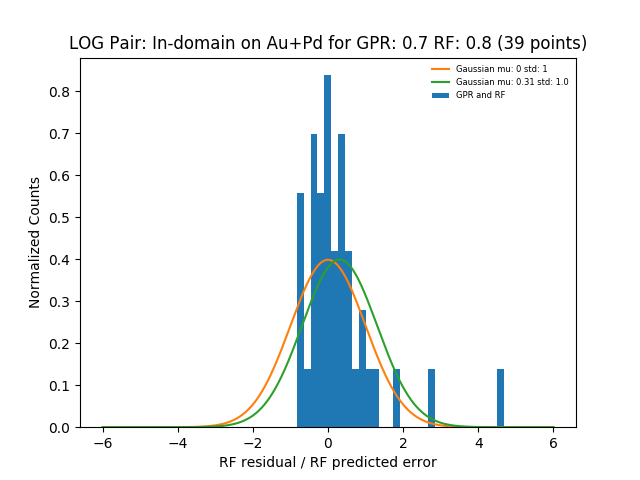 LOG Pair: In-domain on Au+Pd for GPR: 0.7 RF: 0.8 (39 points)
Gaussian mu: 0 std: 1
Gaussian mu: 0.31 std: 1.0
GPR and RF
Normalized Counts
0.8
0.7
0.6
0.5
0.4
0.3
0.2
0.1
0.0
−6 −4 −2 0 2 4 6
RF residual / RF predicted error